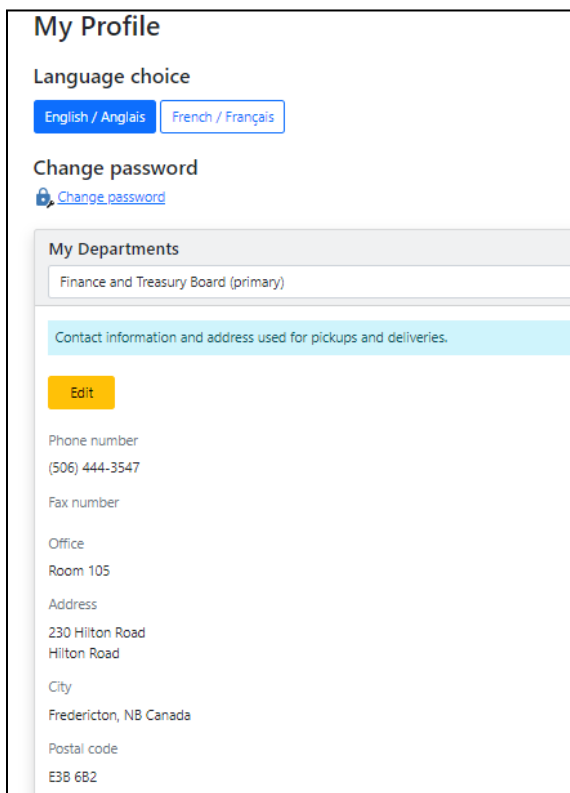 My Profile
Language choice
English / Anglais
French / Français
Change password
Change password
My Departments
Finance and Treasury Board (primary)
Contact information and address used for pickups and deliveries.
Edit
Phone number
(506) 444-3547
Fax number
Office
Room 105
Address
230 Hilton Road
Hilton Road
City
Fredericton, NB Canada
Postal code
E3B 6B2